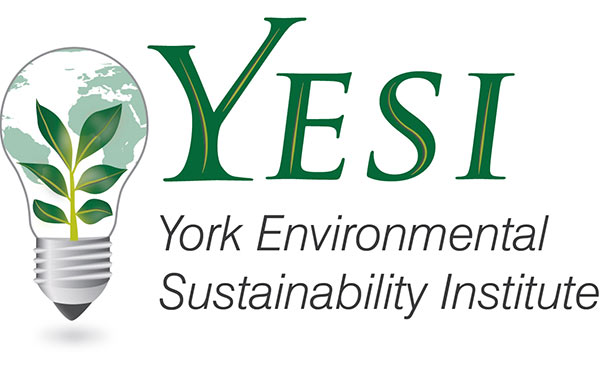 YESI
York Environmental
Sustainability Institute